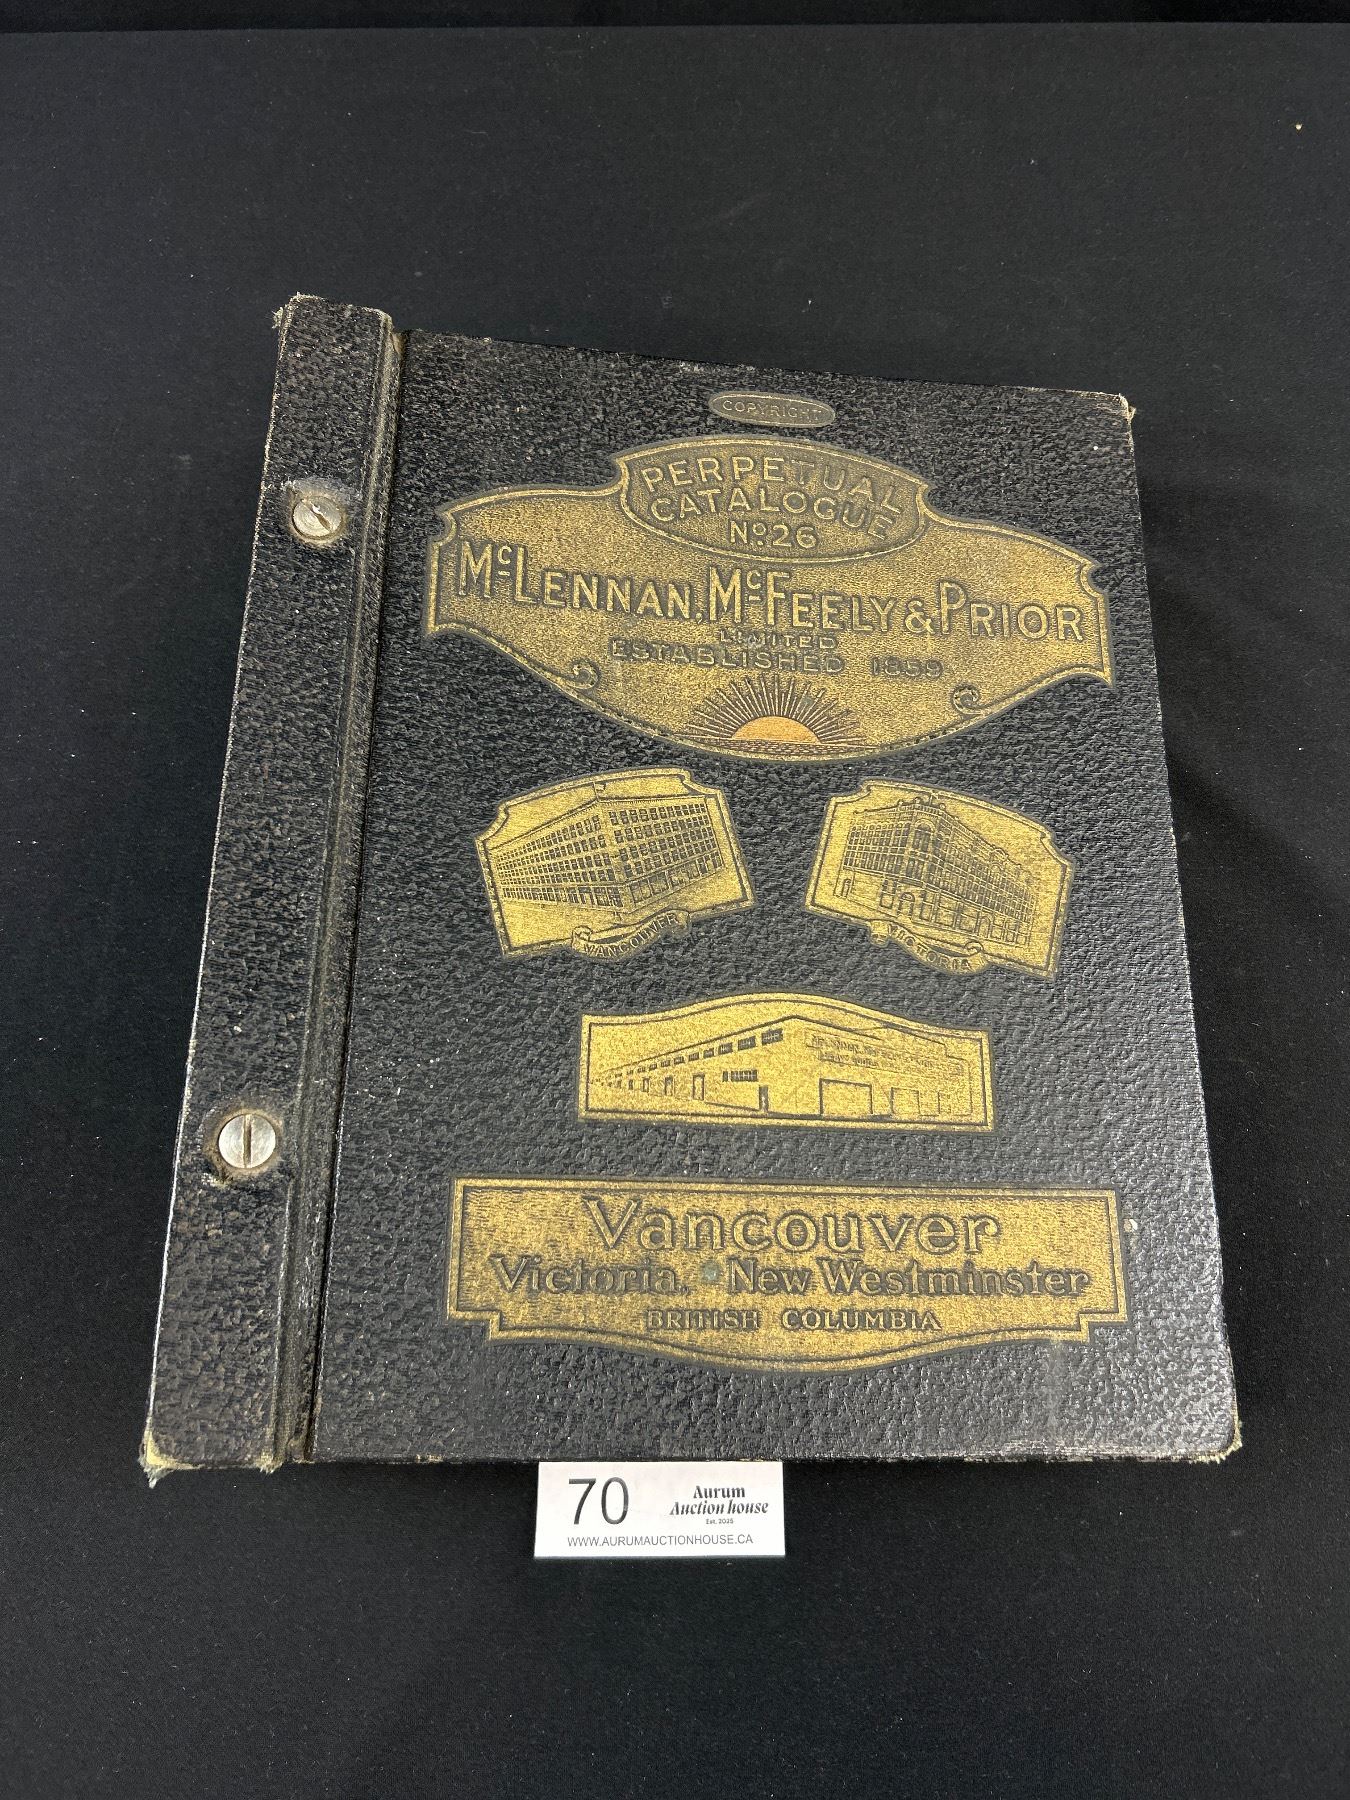 COPYRIGHT
PERPETUAL
CATALOGUE
No. 26
McLENNAN, McFEELY & PRIOR
LIMITED
ESTABLISHED 1859
VANCOUVER
VICTORIA
Vancouver
Victoria, New Westminster
BRITISH COLUMBIA
70
Aurum
Auction house
Est. 2025
WWW.AURUMAUCTIONHOUSE.CA